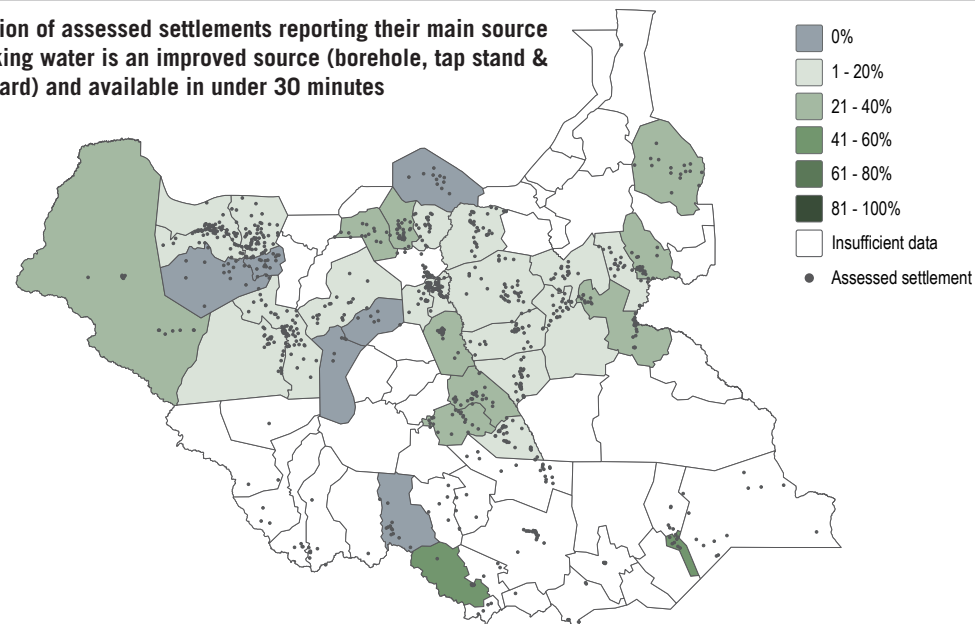 ion of assessed settlements reporting their main source
king water is an improved source (borehole, tap stand &
ard) and available in under 30 minutes
0%
1 - 20%
21 - 40%
41 - 60%
61 - 80%
81 - 100%
Insufficient data
Assessed settlement